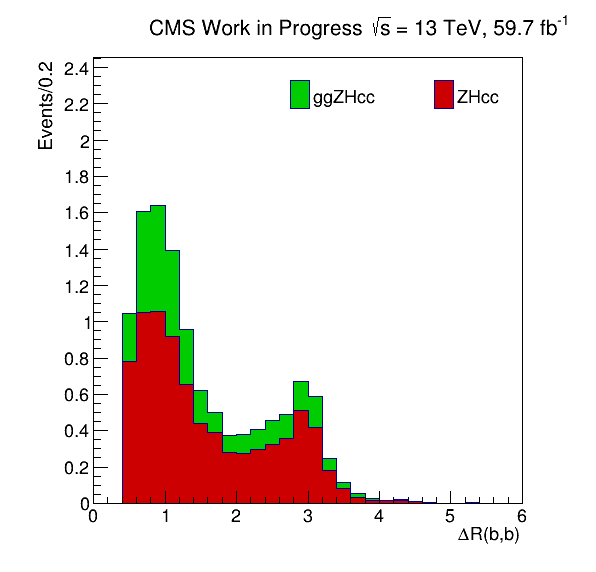 CMS Work in Progress √s = 13 TeV, 59.7 fb⁻¹
Events/0.2
2.4
2.2
2
1.8
1.6
1.4
1.2
1
0.8
0.6
0.4
0.2
0
ggZHcc
ZHcc
0 1 2 3 4 5 6
ΔR(b,b)